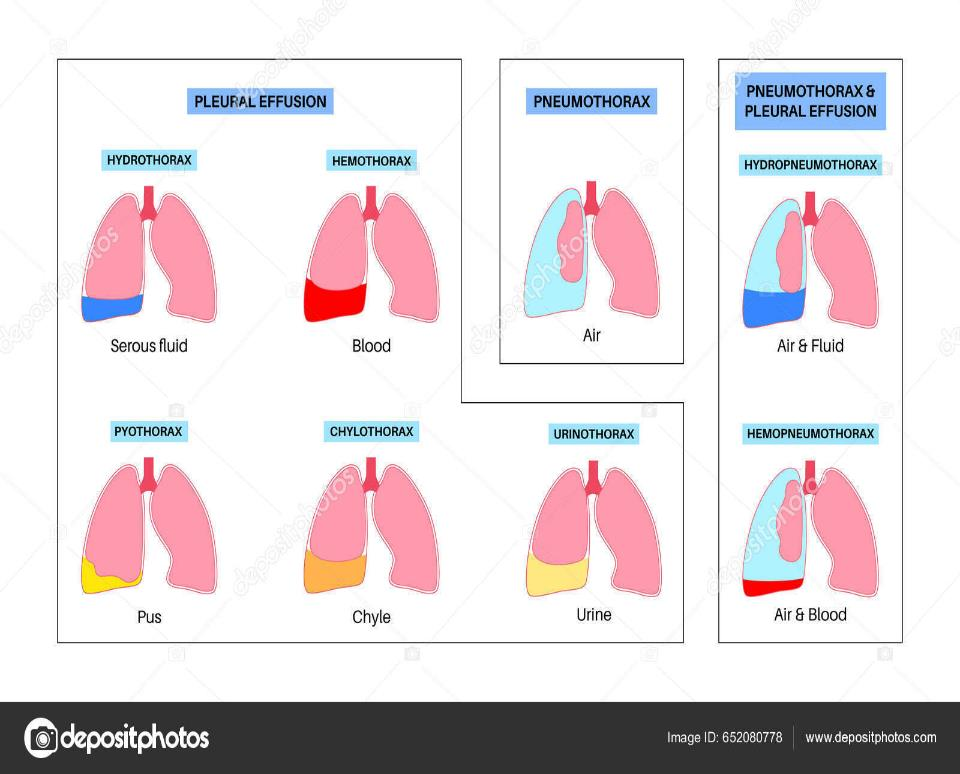 PLEURAL EFFUSION
HYDROTHORAX
HEMOTHORAX
Serous fluid
Blood
PYOTHORAX
CHYLOTHORAX
URINOTHORAX
Pus
Chyle
Urine
PNEUMOTHORAX
Air
PNEUMOTHORAX &
PLEURAL EFFUSION
HYDROPNEUMOTHORAX
Air & Fluid
HEMOPNEUMOTHORAX
Air & Blood
depositphotos
Image ID: 652080778
www.depositphotos.com